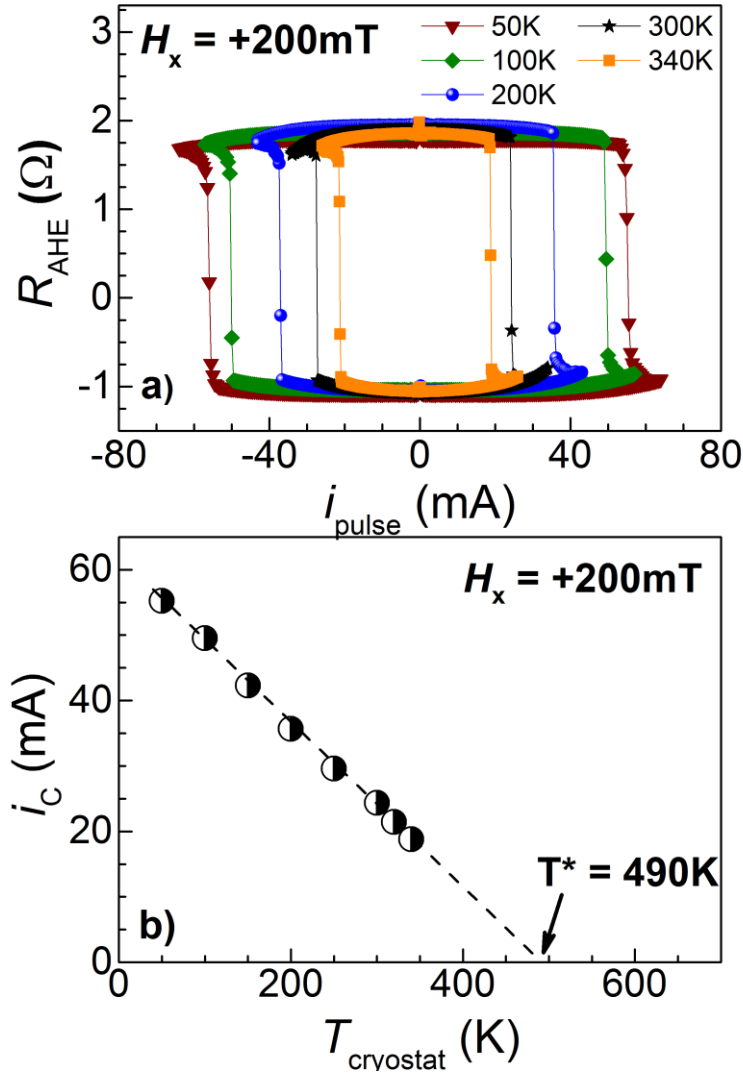 H_x = +200mT
50K
100K
200K
300K
340K
3
2
1
0
-1
R_AHE (Ω)
a)
-80
-40
0
40
80
i_pulse (mA)
H_x = +200mT
60
40
20
0
i_C (mA)
T* = 490K
b)
0
200
400
600
T_cryostat (K)